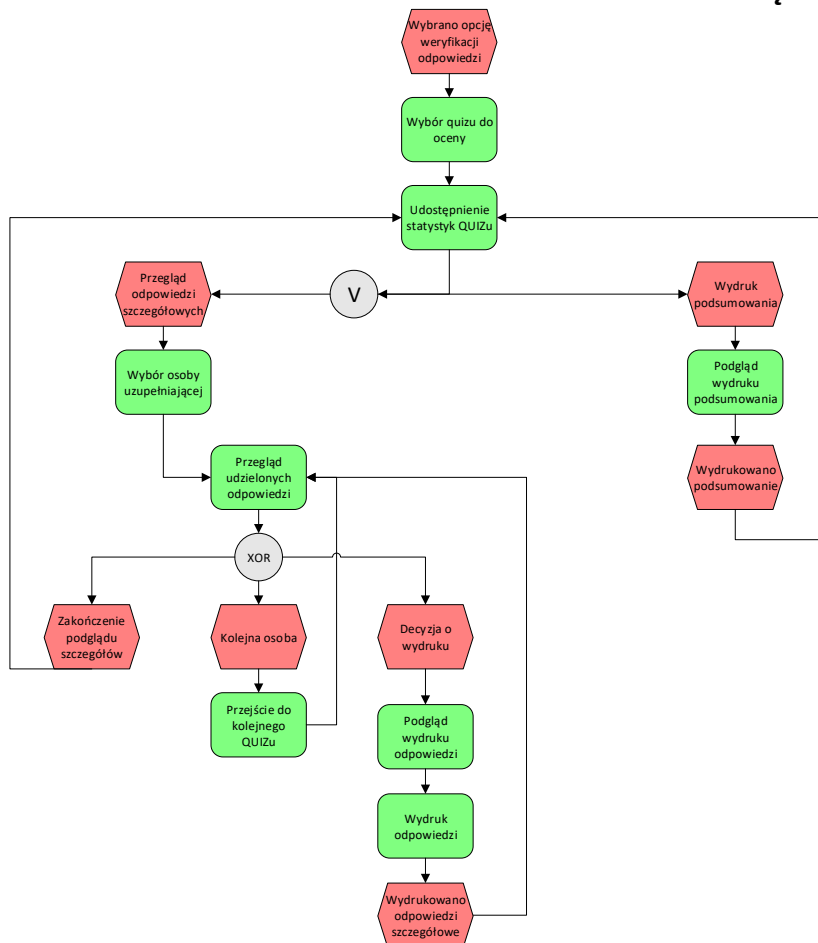 Wybrano opcję
weryfikacji
odpowiedzi
Wybór quizu do
oceny
Udostępnienie
statystyk QUIZu
Przegląd
odpowiedzi
szczegółowych
V
Wydruk
podsumowania
Wybór osoby
uzupełniającej
Podgląd
wydruku
podsumowania
Przegląd
udzielonych
odpowiedzi
Wydrukowano
podsumowanie
XOR
Zakończenie
podglądu
szczegółów
Kolejna osoba
Decyzja o
wydruku
Przejście do
kolejnego
QUIZu
Podgląd
wydruku
odpowiedzi
Wydruk
odpowiedzi
Wydrukowano
odpowiedzi
szczegółowe